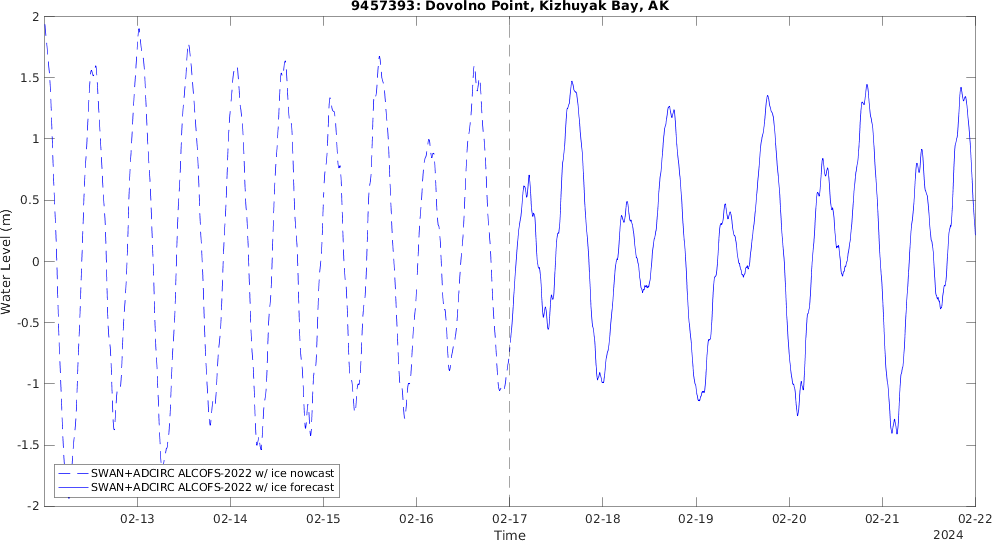 9457393: Dovolno Point, Kizhuyak Bay, AK
Water Level (m)
2
1.5
1
0.5
0
-0.5
-1
-1.5
-2
SWAN+ADCIRC ALCOFS-2022 w/ ice nowcast
SWAN+ADCIRC ALCOFS-2022 w/ ice forecast
02-13 02-14 02-15 02-16 02-17 02-18 02-19 02-20 02-21 02-22
Time
2024